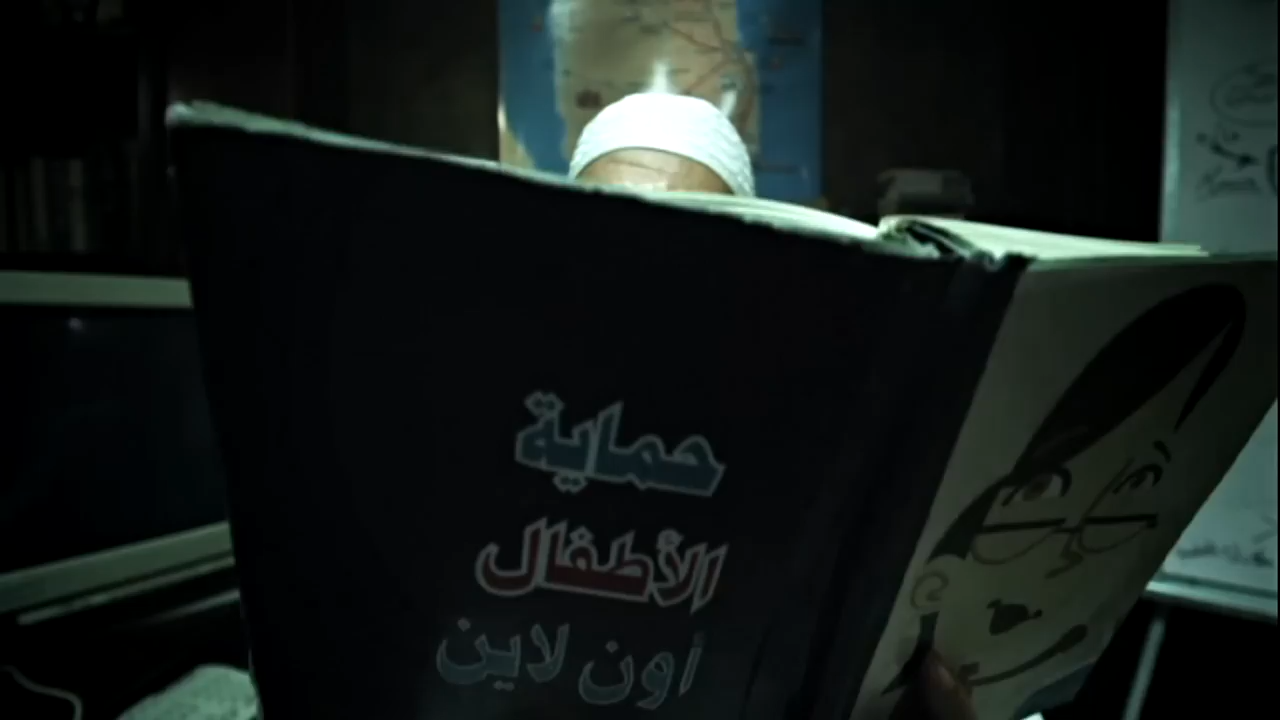 حماية
الأطفال
أون لاين